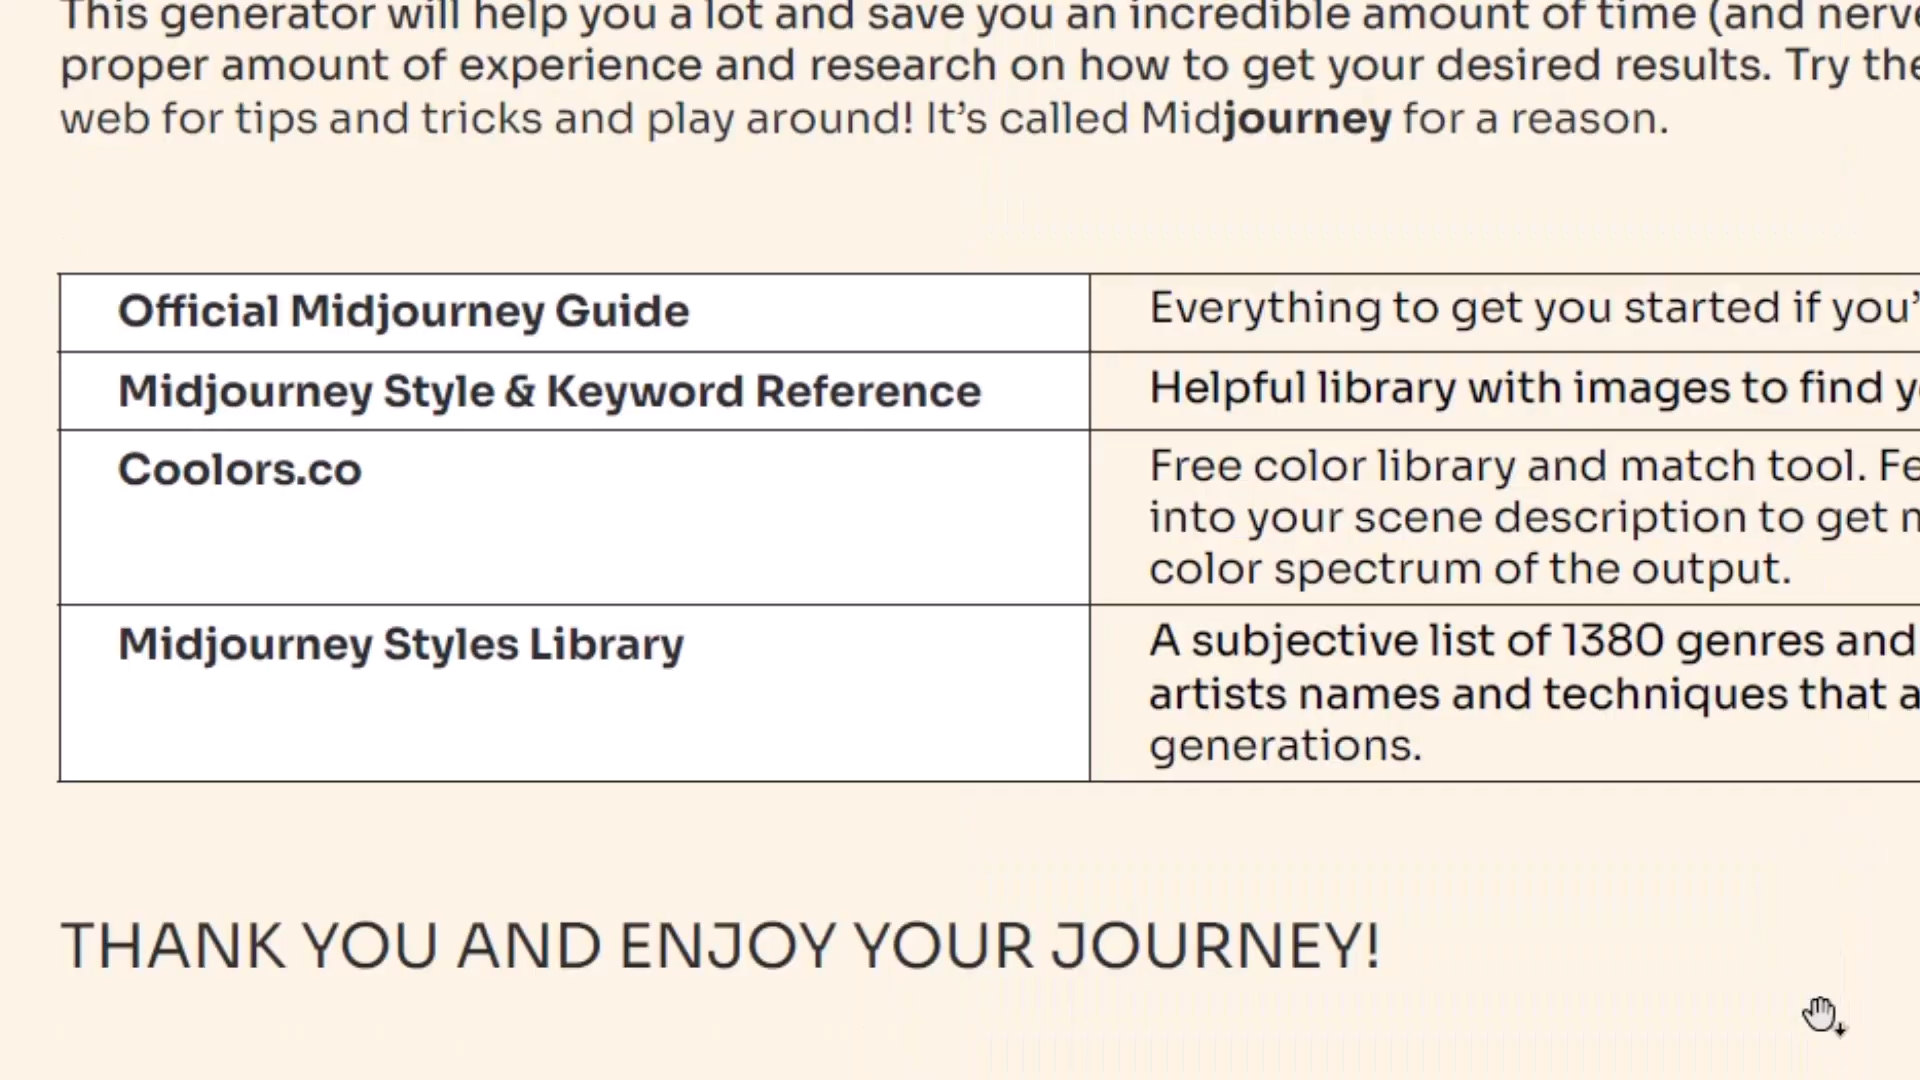 This generator will help you a lot and save you an incredible amount of time (and
proper amount of experience and research on how to get your desired results. Try
web for tips and tricks and play around! It's called Midjourney for a reason.
Official Midjourney Guide
Everything to get you started if
Midjourney Style & Keyword Reference
Helpful library with images to find
Coolors.co
Free color library and match tool.
into your scene description to get
color spectrum of the output.
Midjourney Styles Library
A subjective list of 1380 genres and
artists names and techniques that
generations.
THANK YOU AND ENJOY YOUR JOURNEY!